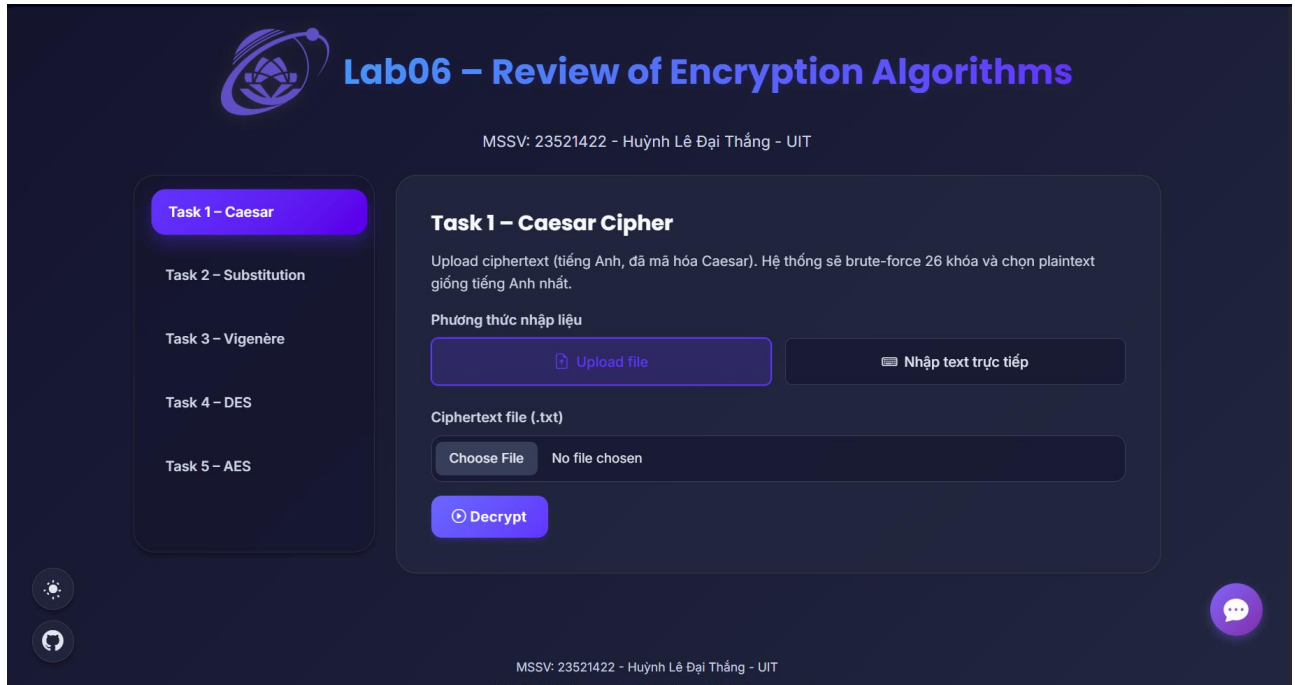 Lab06 – Review of Encryption Algorithms
MSSV: 23521422 - Huỳnh Lê Đại Thắng - UIT
Task 1 – Caesar
Task 2 – Substitution
Task 3 – Vigenère
Task 4 – DES
Task 5 – AES
Task 1 – Caesar Cipher
Upload ciphertext (tiếng Anh, đã mã hóa Caesar). Hệ thống sẽ brute-force 26 khóa và chọn plaintext
giống tiếng Anh nhất.
Phương thức nhập liệu
Upload file
Nhập text trực tiếp
Ciphertext file (.txt)
Choose File No file chosen
Decrypt
MSSV: 23521422 - Huỳnh Lê Đại Thắng - UIT